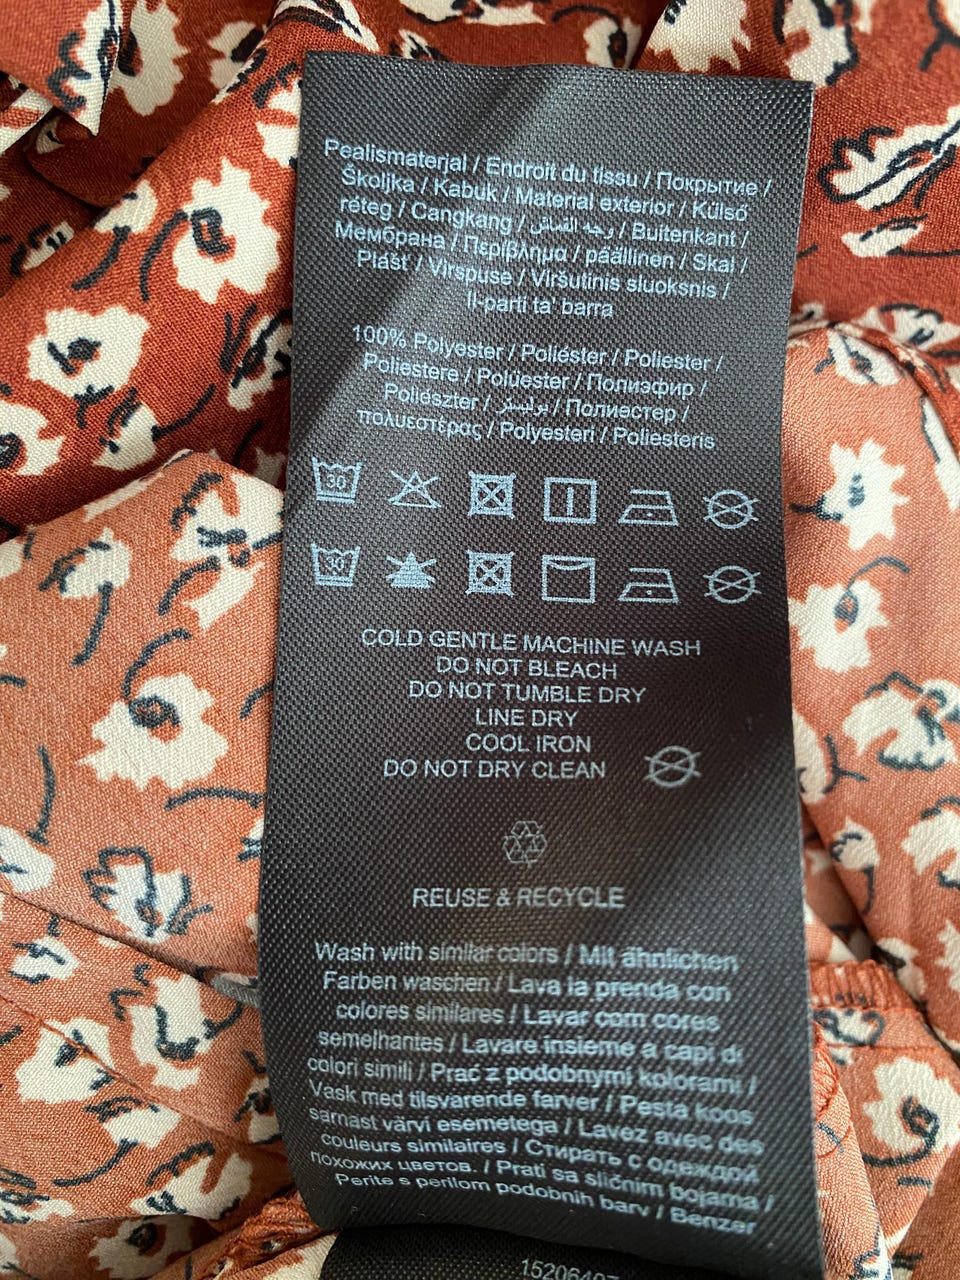 Pealismaterjal / Endroit du tissu / Покрытие /
Školjka / Kabuk / Material exterior / Külső
réteg / Cangkang / وجه القماش / Buitenkant /
Мембрана / Περίβλημα / päällinen / Skal /
Plášť / Virspuse / Viršutinis sluoksnis /
Il-parti ta' barra
100% Polyester / Poliéster / Poliester /
Poliestere / Polüester / Полиэфир /
Poliészter / بوليستر / Полиестер /
πολυεστέρας / Polyesteri / Poliesteris
30
30
COLD GENTLE MACHINE WASH
DO NOT BLEACH
DO NOT TUMBLE DRY
LINE DRY
COOL IRON
DO NOT DRY CLEAN
REUSE & RECYCLE
Wash with similar colors / Mit ähnlichen
Farben waschen / Lava la prenda con
colores similares / Lavar com cores
semelhantes / Lavare insieme a capi di
colori simili / Prać z podobnymi kolorami /
Vask med tilsvarende farver / Pesta koos
sarnast värvi esemetega / Lavez avec des
couleurs similaires / Стирать с одеждой
похожих цветов. / Prati sa sličnim bojama /
Perite s perilom podobnih barv / Benzer